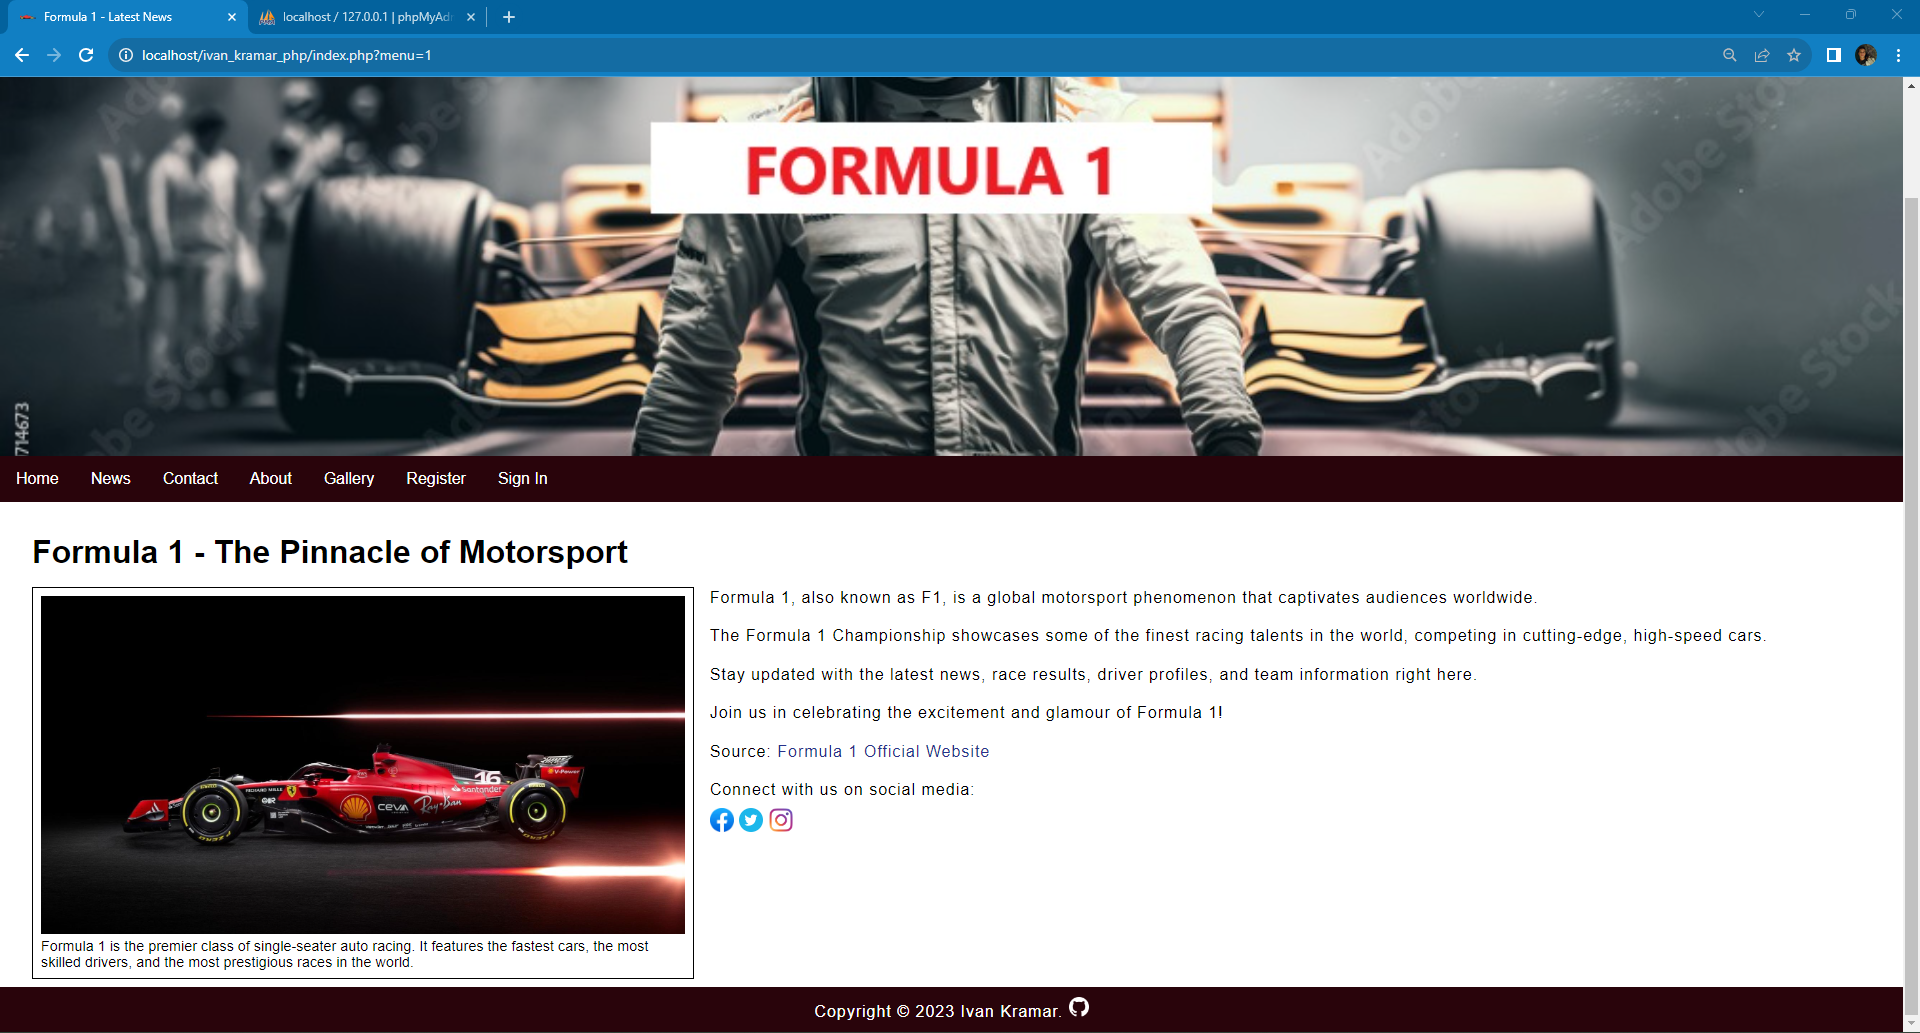 Formula 1 - Latest News
localhost / 127.0.0.1 | phpMyAd
localhost/ivan_kramar_php/index.php?menu=1
Adobe Stock
FORMULA 1
714673
Home News Contact About Gallery Register Sign In
Formula 1 - The Pinnacle of Motorsport
Formula 1, also known as F1, is a global motorsport phenomenon that captivates audiences worldwide.
The Formula 1 Championship showcases some of the finest racing talents in the world, competing in cutting-edge, high-speed cars.
Stay updated with the latest news, race results, driver profiles, and team information right here.
Join us in celebrating the excitement and glamour of Formula 1!
Source: Formula 1 Official Website
Connect with us on social media:
16
V-Power
Santander
RICHARD MILLE
CEVA
Ray-Ban
Formula 1 is the premier class of single-seater auto racing. It features the fastest cars, the most
skilled drivers, and the most prestigious races in the world.
Copyright © 2023 Ivan Kramar.